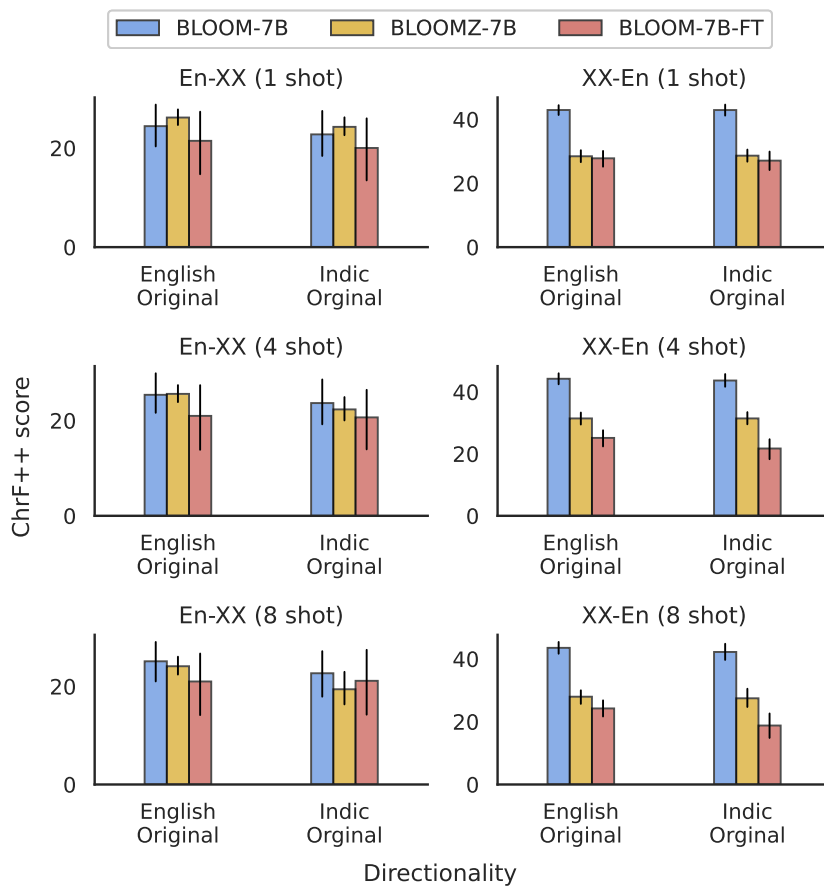 BLOOM-7B BLOOMZ-7B BLOOM-7B-FT
En-XX (1 shot)
20
0
English
Original
Indic
Orginal
XX-En (1 shot)
40
20
0
English
Original
Indic
Orginal
ChrF++ score
En-XX (4 shot)
20
0
English
Original
Indic
Orginal
XX-En (4 shot)
40
20
0
English
Original
Indic
Orginal
En-XX (8 shot)
20
0
English
Original
Indic
Orginal
XX-En (8 shot)
40
20
0
English
Original
Indic
Orginal
Directionality